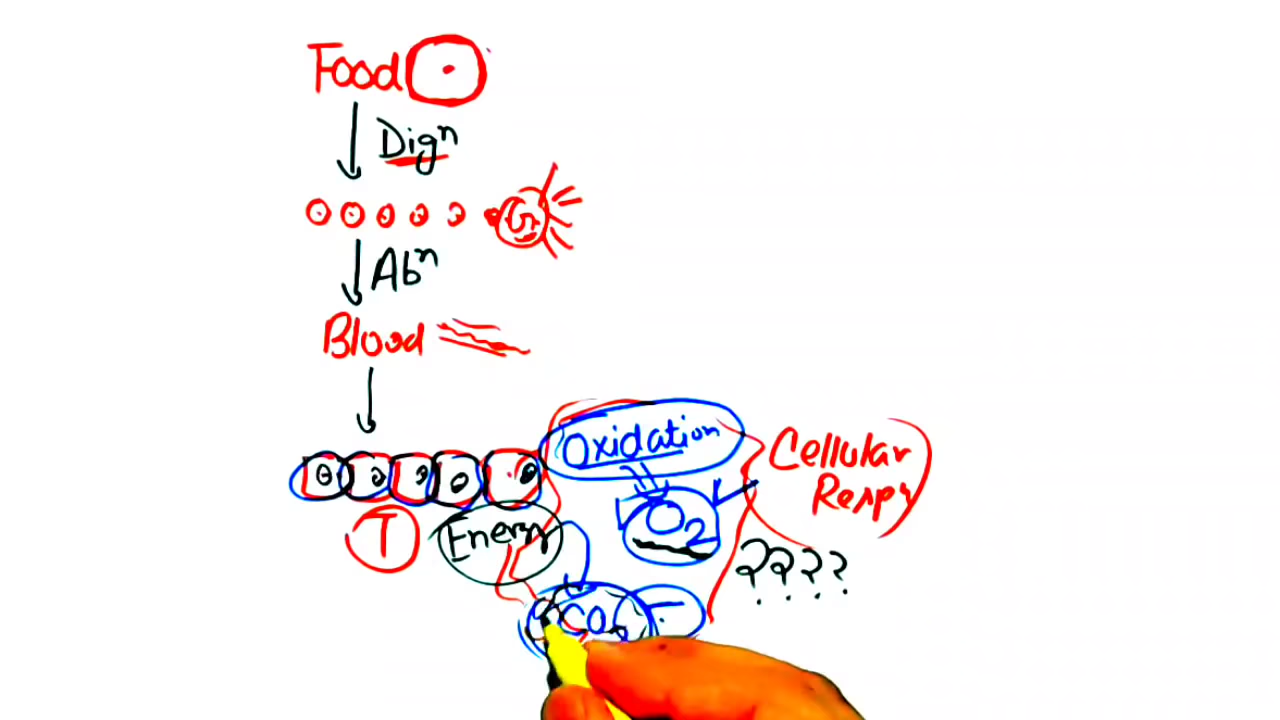 Food
Digⁿ
G
Abⁿ
Blood
Oxidation
Cellular
Respy
O₂
T
Energy
????
CO₂